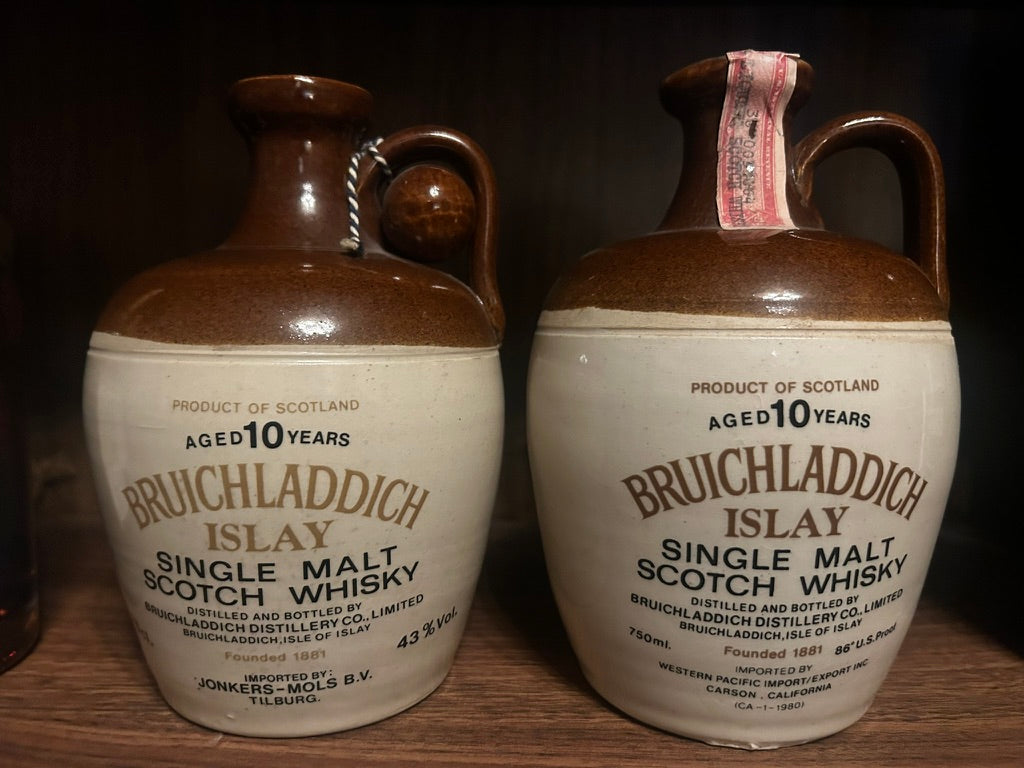 PRODUCT OF SCOTLAND
AGED 10 YEARS
BRUICHLADDICH
ISLAY
SINGLE MALT
SCOTCH WHISKY
DISTILLED AND BOTTLED BY
BRUICHLADDICH DISTILLERY CO., LIMITED
BRUICHLADDICH, ISLE OF ISLAY
43% Vol.
Founded 1881
IMPORTED BY:
JONKERS-MOLS B.V.
TILBURG.
PRODUCT OF SCOTLAND
AGED 10 YEARS
BRUICHLADDICH
ISLAY
SINGLE MALT
SCOTCH WHISKY
DISTILLED AND BOTTLED BY
BRUICHLADDICH DISTILLERY CO., LIMITED
BRUICHLADDICH, ISLE OF ISLAY
750ml.
Founded 1881
86° U.S. Proof
IMPORTED BY
WESTERN PACIFIC IMPORT/EXPORT INC
CARSON, CALIFORNIA
(CA-1-1980)